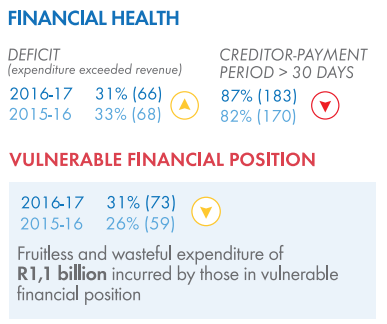 FINANCIAL HEALTH
DEFICIT
(expenditure exceeded revenue)
2016-17 31% (66)
2015-16 33% (68)
CREDITOR-PAYMENT
PERIOD > 30 DAYS
87% (183)
82% (170)
VULNERABLE FINANCIAL POSITION
2016-17 31% (73)
2015-16 26% (59)
Fruitless and wasteful expenditure of
R1,1 billion incurred by those in vulnerable
financial position